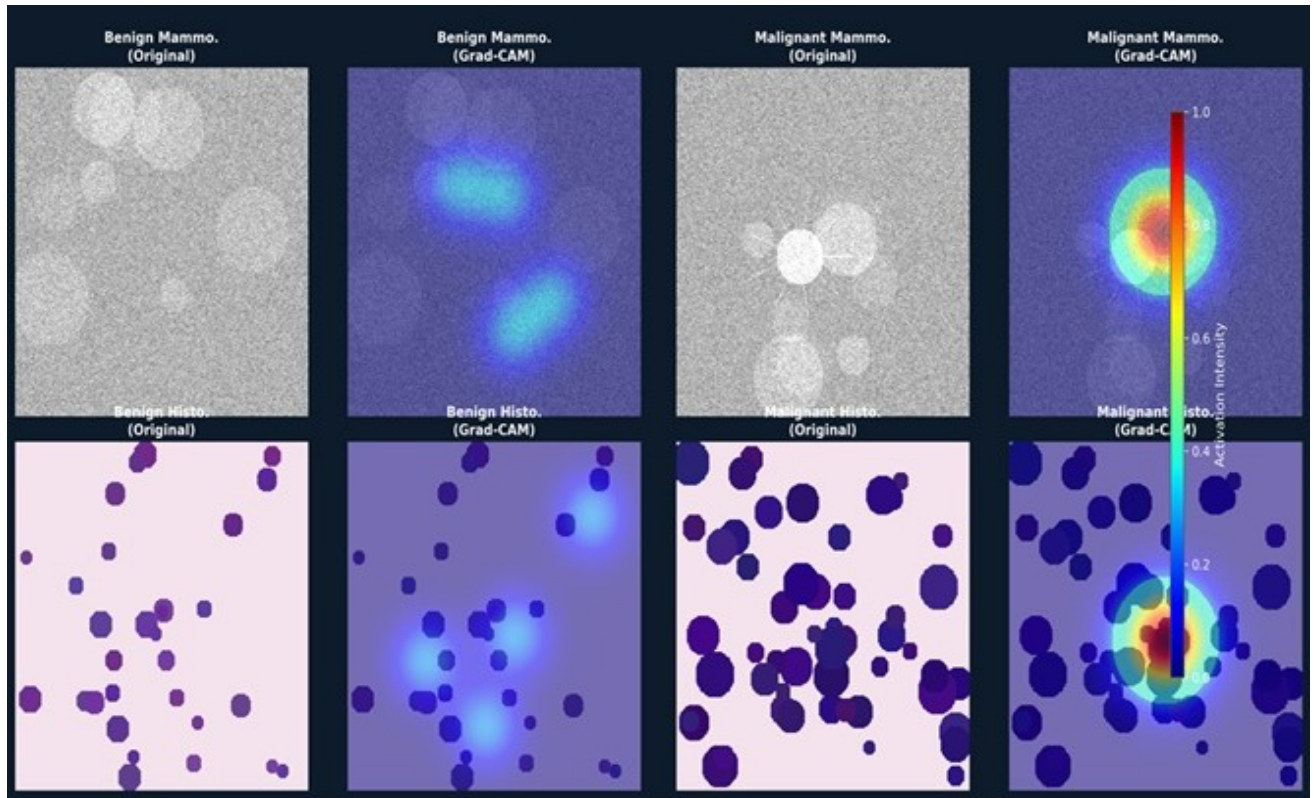 Benign Mammo.
(Original)
Benign Mammo.
(Grad-CAM)
Malignant Mammo.
(Original)
Malignant Mammo.
(Grad-CAM)
1.0
0.8
0.6
0.4
0.2
0.0
Activation Intensity
Benign Histo.
(Original)
Benign Histo.
(Grad-CAM)
Malignant Histo.
(Original)
Malignant Histo.
(Grad-CAM)